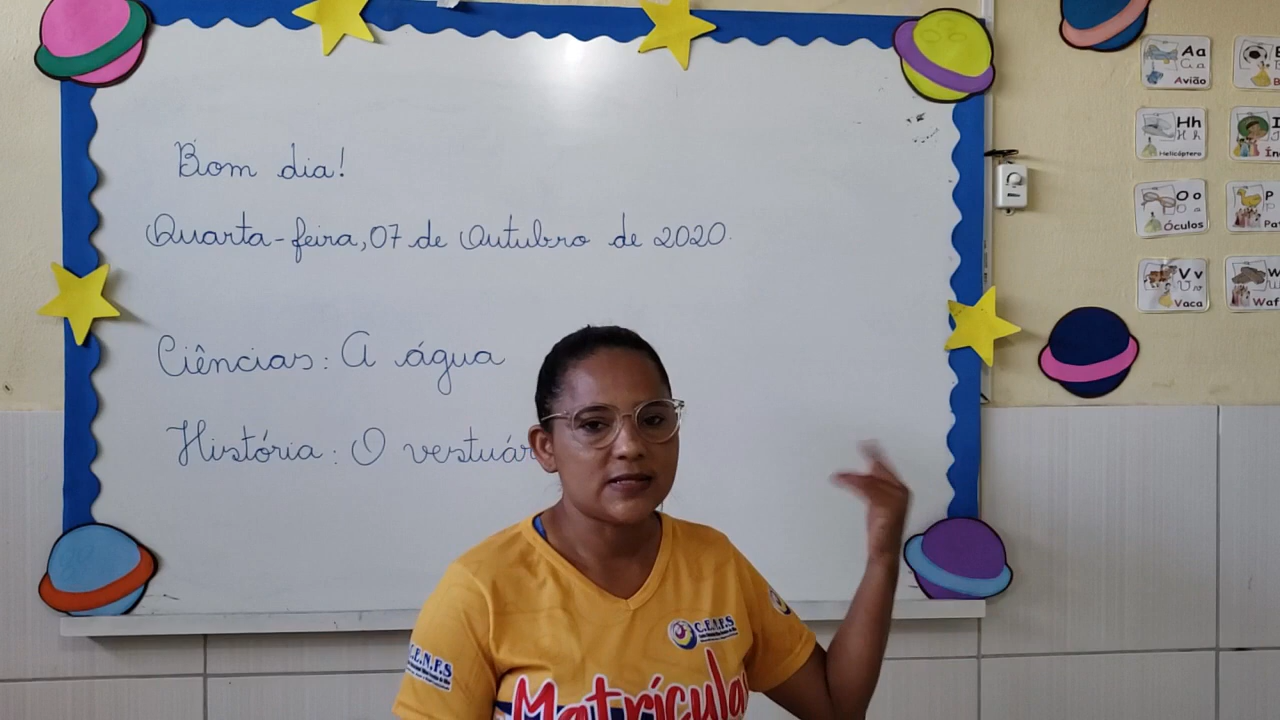 Bom dia!
Quarta-feira, 07 de Outubro de 2020.
Ciências: A água
História: O vestuár
Aa
Avião
Hh
Helicóptero
Oo
Óculos
Vv
Vaca
Waf
C.E.N.F.S
C.E.N.F.S
Matrícula